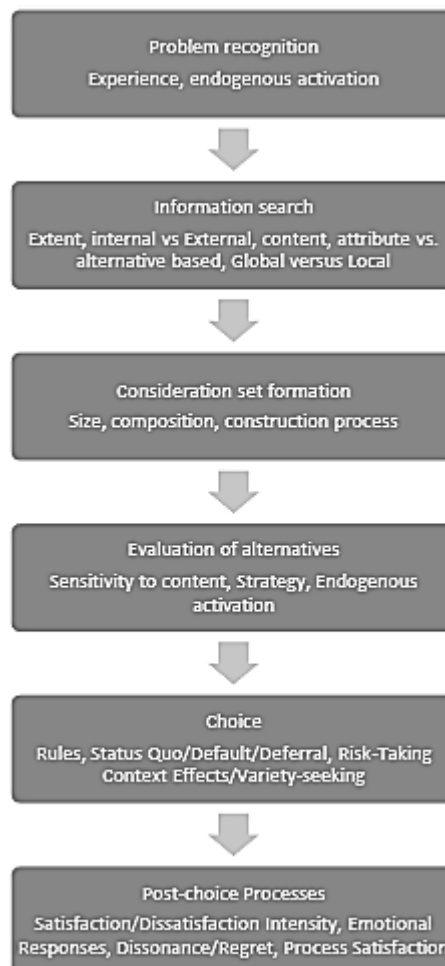 Problem recognition
Experience, endogenous activation
Information search
Extent, internal vs External, content, attribute vs.
alternative based, Global versus Local
Consideration set formation
Size, composition, construction process
Evaluation of alternatives
Sensitivity to content, Strategy, Endogenous
activation
Choice
Rules, Status Quo/Default/Deferral, Risk-Taking
Context Effects/Variety-seeking
Post-choice Processes
Satisfaction/Dissatisfaction Intensity, Emotional
Responses, Dissonance/Regret, Process Satisfaction